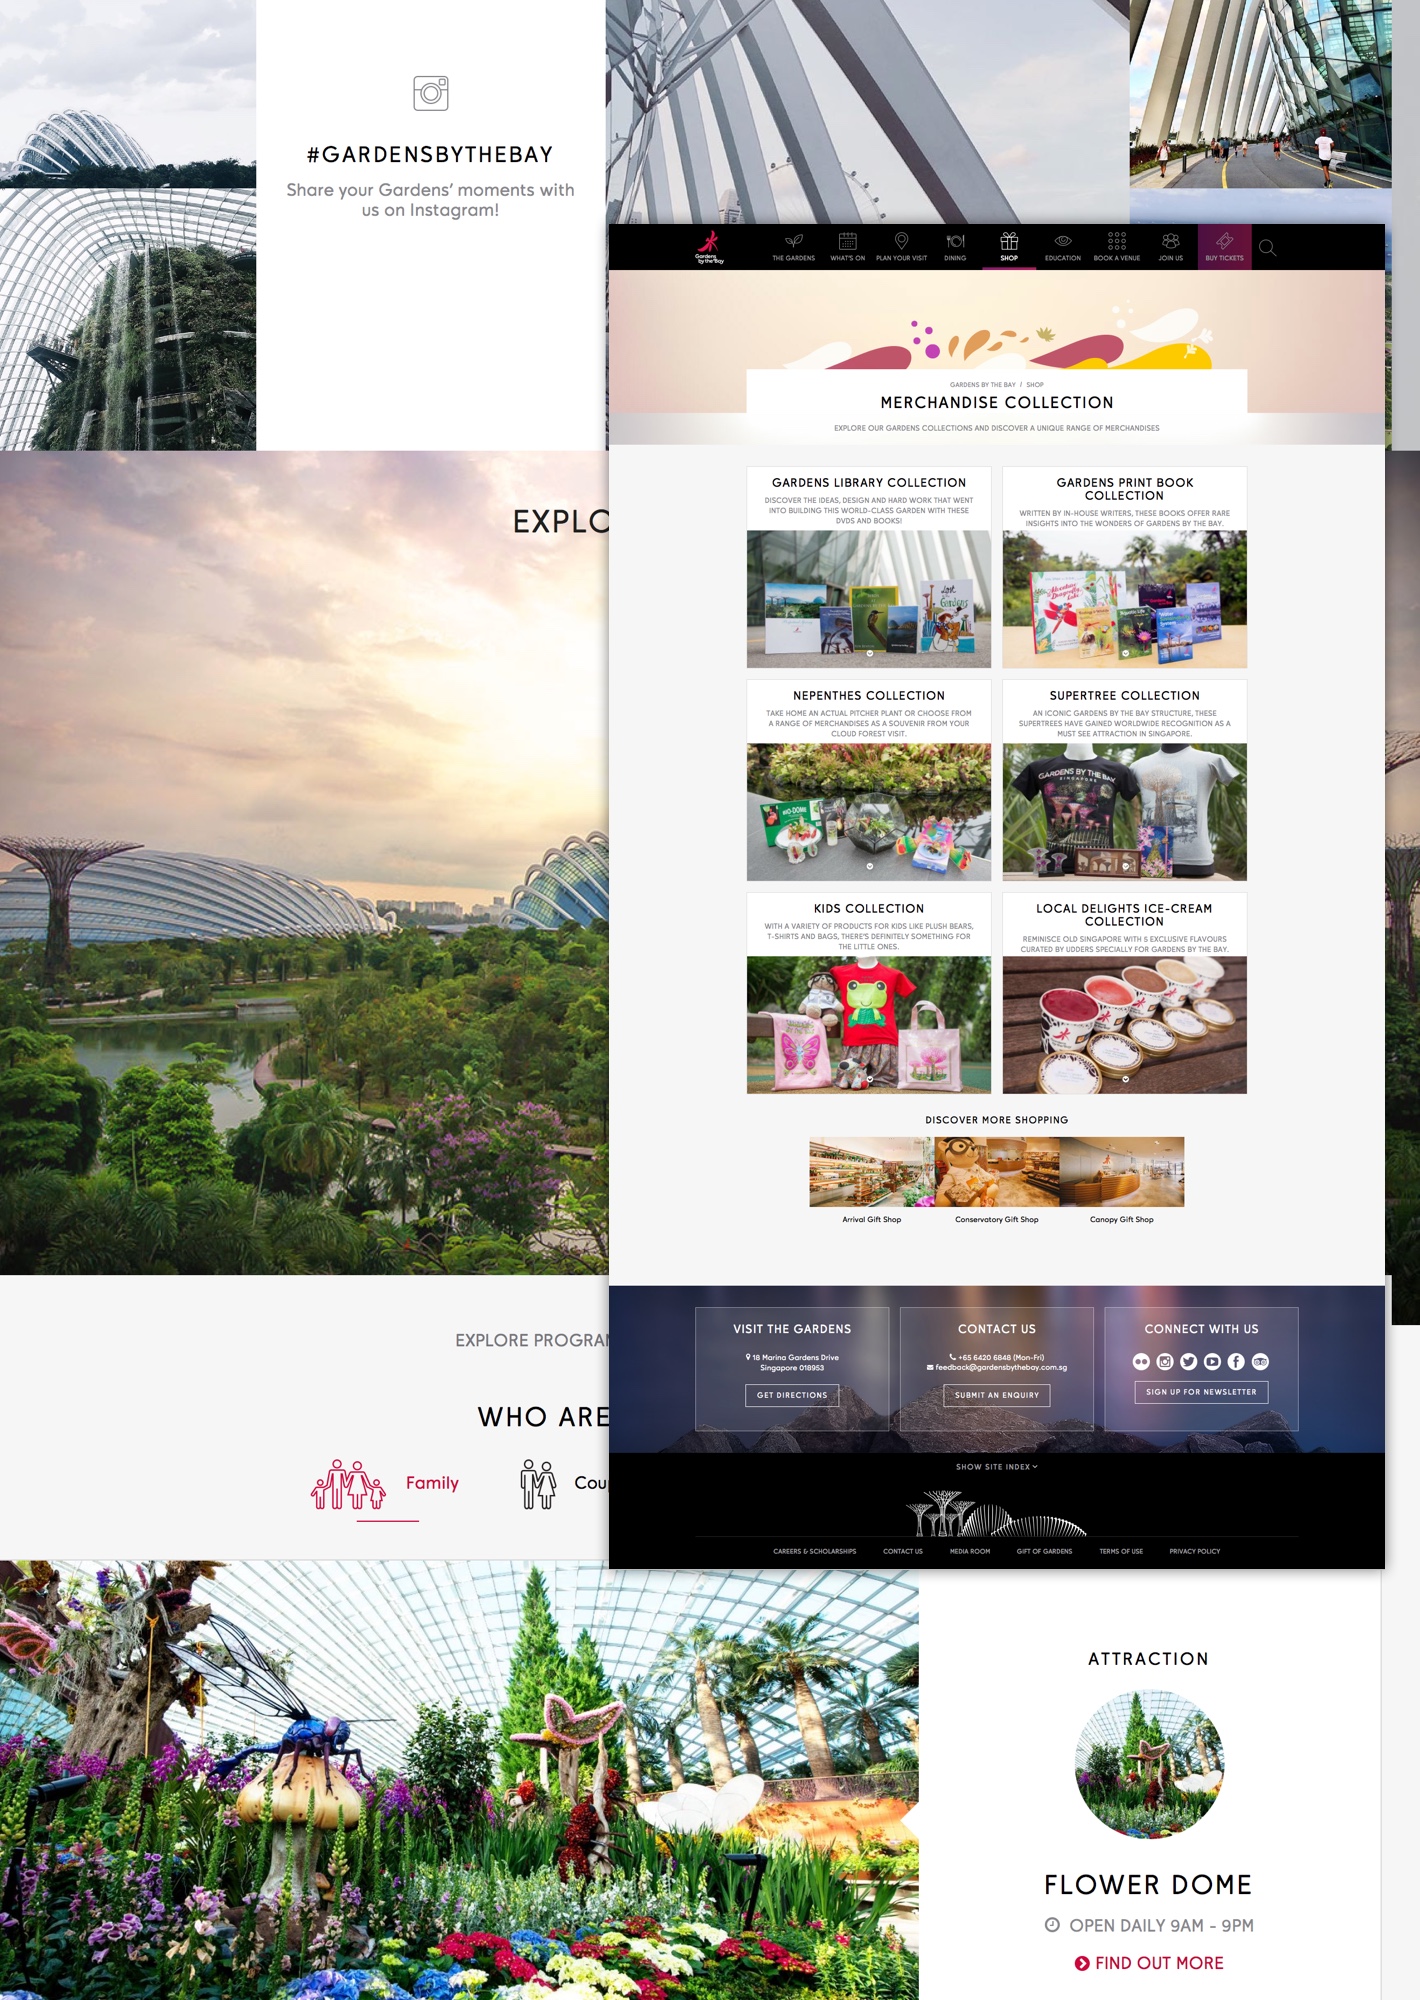 #GARDENSBYTHEBAY
Share your Gardens' moments with
us on Instagram!
EXPLO
EXPLORE PROGRAM
WHO ARE
Family
Cou
Gardens
by the Bay
THE GARDENS
WHAT'S ON
PLAN YOUR VISIT
DINING
SHOP
EDUCATION
BOOK A VENUE
JOIN US
BUY TICKETS
GARDENS BY THE BAY / SHOP
MERCHANDISE COLLECTION
EXPLORE OUR GARDENS COLLECTIONS AND DISCOVER A UNIQUE RANGE OF MERCHANDISES
GARDENS LIBRARY COLLECTION
DISCOVER THE IDEAS, DESIGN AND HARD WORK THAT WENT
INTO BUILDING THIS WORLD-CLASS GARDEN WITH THESE
DVDS AND BOOKS!
Lost
Gardens
GARDENS PRINT BOOK
COLLECTION
WRITTEN BY IN-HOUSE WRITERS, THESE BOOKS OFFER RARE
INSIGHTS INTO THE WONDERS OF GARDENS BY THE BAY.
NEPENTHES COLLECTION
TAKE HOME AN ACTUAL PITCHER PLANT OR CHOOSE FROM
A RANGE OF MERCHANDISES AS A SOUVENIR FROM YOUR
CLOUD FOREST VISIT.
BIO-DOME
SUPERTREE COLLECTION
AN ICONIC GARDENS BY THE BAY STRUCTURE, THESE
SUPERTREES HAVE GAINED WORLDWIDE RECOGNITION AS A
MUST SEE ATTRACTION IN SINGAPORE.
GARDENS BY THE BAY
SINGAPORE
KIDS COLLECTION
WITH A VARIETY OF PRODUCTS FOR KIDS LIKE PLUSH BEARS,
T-SHIRTS AND BAGS, THERE'S DEFINITELY SOMETHING FOR
THE LITTLE ONES.
LOCAL DELIGHTS ICE-CREAM
COLLECTION
REMINISCE OLD SINGAPORE WITH 5 EXCLUSIVE FLAVOURS
CURATED BY UDDERS SPECIALLY FOR GARDENS BY THE BAY.
DISCOVER MORE SHOPPING
Arrival Gift Shop
Conservatory Gift Shop
Canopy Gift Shop
VISIT THE GARDENS
18 Marina Gardens Drive
Singapore 018953
GET DIRECTIONS
CONTACT US
+65 6420 6848 (Mon-Fri)
feedback@gardensbythebay.com.sg
SUBMIT AN ENQUIRY
CONNECT WITH US
SIGN UP FOR NEWSLETTER
SHOW SITE INDEX
CAREERS & SCHOLARSHIPS
CONTACT US
MEDIA ROOM
GIFT OF GARDENS
TERMS OF USE
PRIVACY POLICY
ATTRACTION
FLOWER DOME
OPEN DAILY 9AM - 9PM
FIND OUT MORE